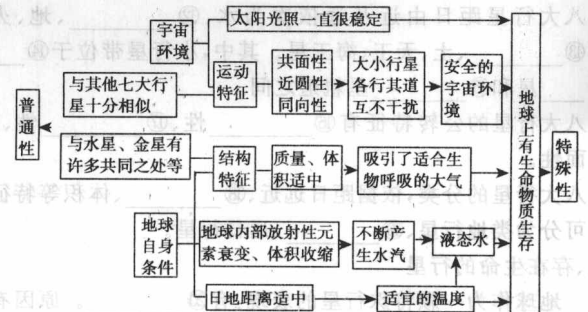 太阳光照一直很稳定
宇宙
环境
运动
特征
共面性
近圆性
同向性
大小行星
各行其道
互不干扰
安全的
宇宙环
境
与其他七大行
星十分相似
普通性
与水星、金星有
许多共同之处等
结构
特征
质量、体
积适中
吸引了适合生
物呼吸的大气
地球上有生命物质生存
特殊性
地球
自身
条件
地球内部放射性元
素衰变、体积收缩
不断产
生水汽
液态水
日地距离适中
适宜的温度